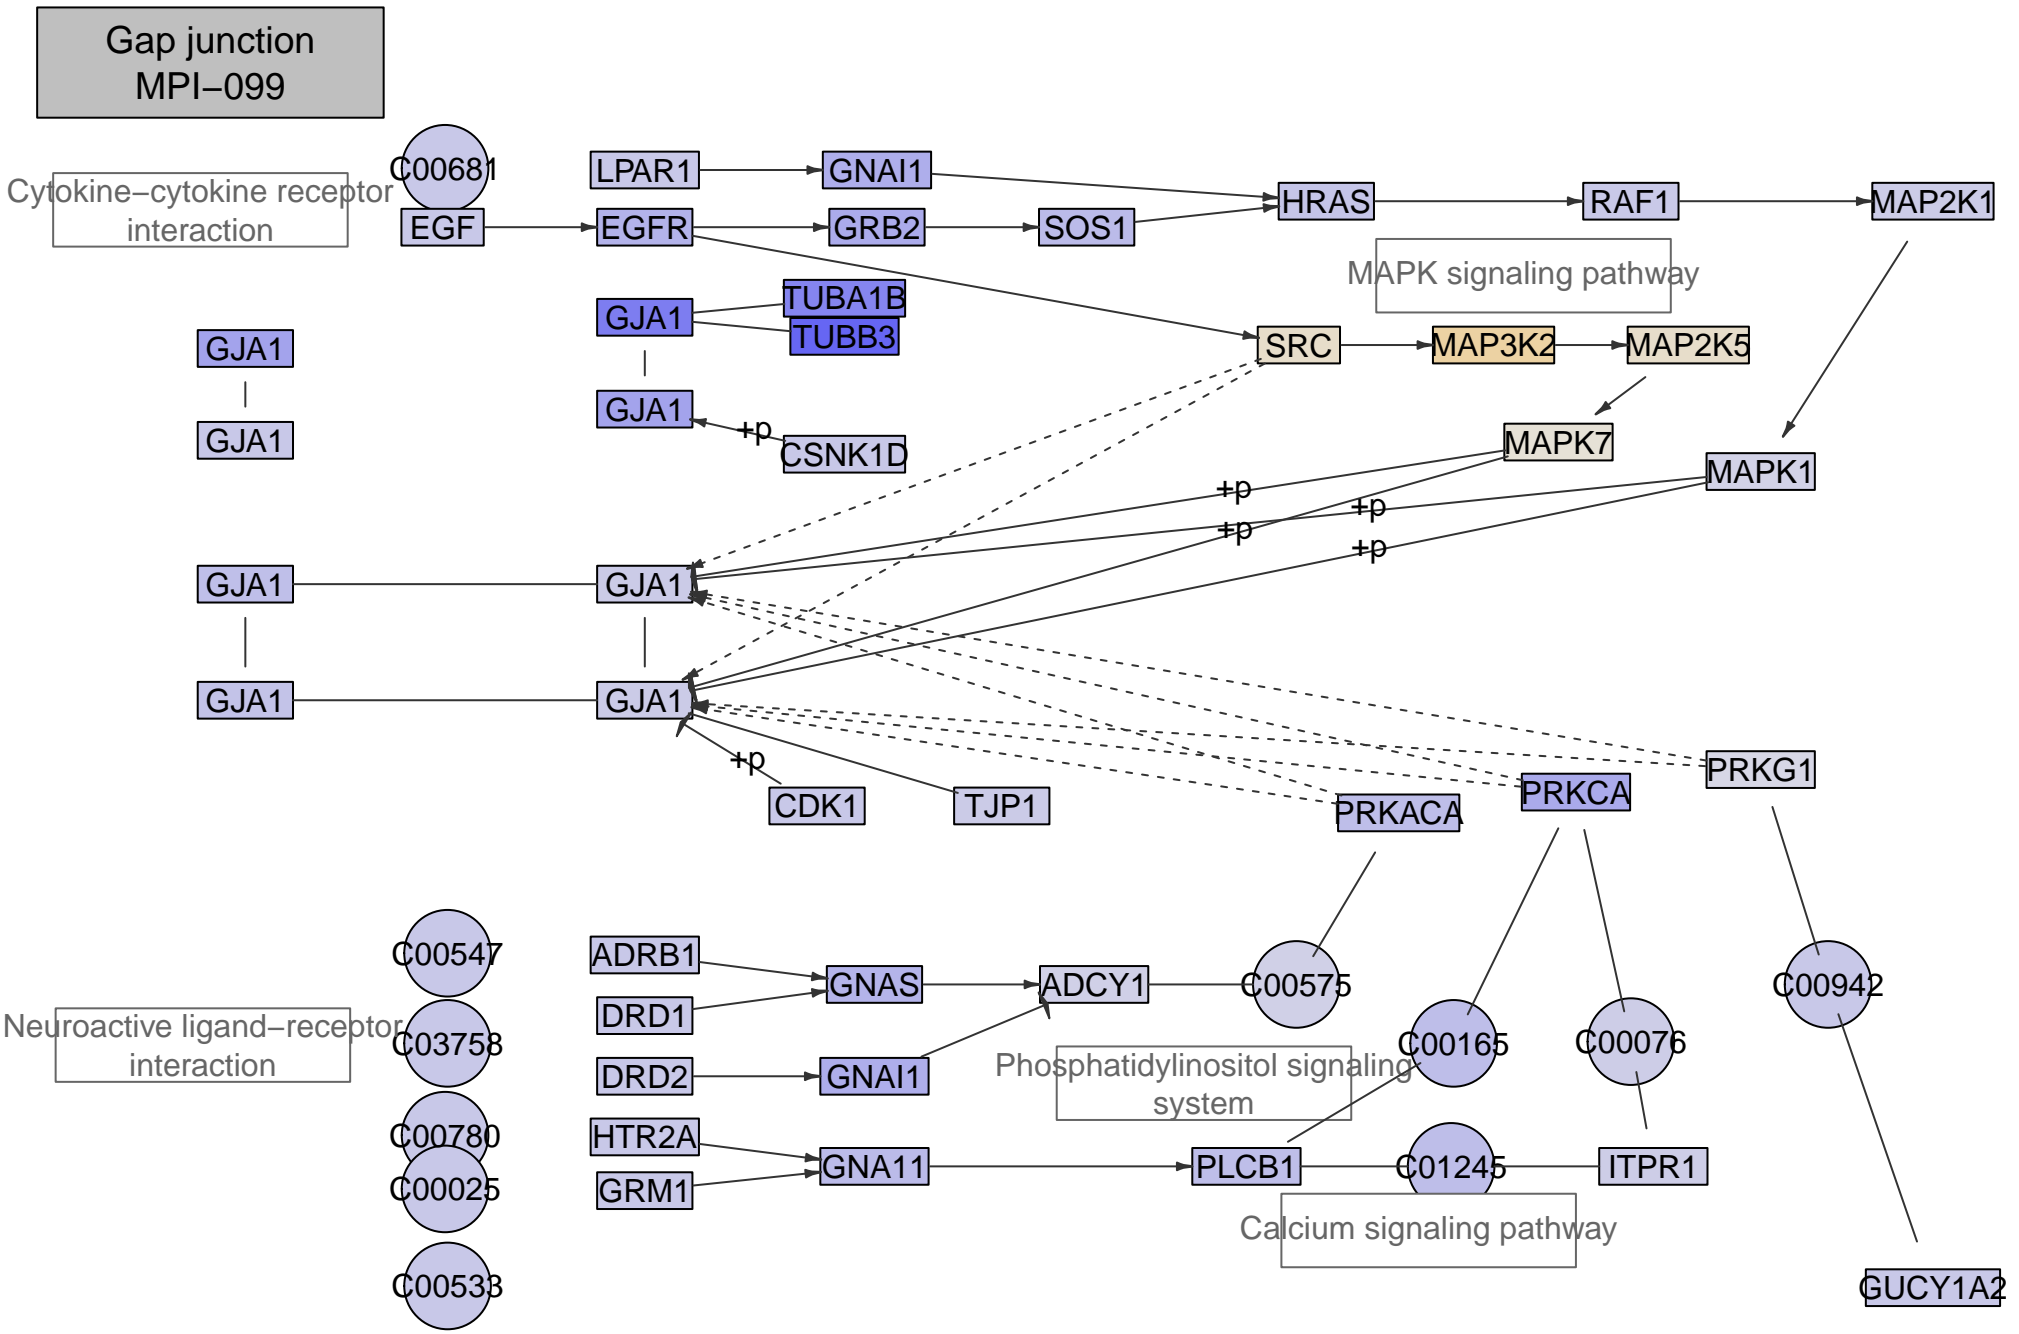 Gap junction
MPI−099
C00681
LPAR1
GNAI1
Cytokine−cytokine receptor
interaction
HRAS
RAF1
MAP2K1
EGF
EGFR
GRB2
SOS1
MAPK signaling pathway
TUBA1B
GJA1
TUBB3
GJA1
SRC
MAP3K2
MAP2K5
GJA1
+p
GJA1
CSNK1D
MAPK7
MAPK1
+p
+p
+p
+p
GJA1
GJA1
GJA1
GJA1
+p
CDK1
TJP1
PRKACA
PRKCA
PRKG1
C00547
ADRB1
GNAS
ADCY1
C00575
C00942
DRD1
Neuroactive ligand−receptor
interaction
C03758
C00165
C00076
DRD2
GNAI1
Phosphatidylinositol signaling
system
C00780
HTR2A
GNA11
PLCB1
C01245
ITPR1
C00025
GRM1
Calcium signaling pathway
C00533
GUCY1A2